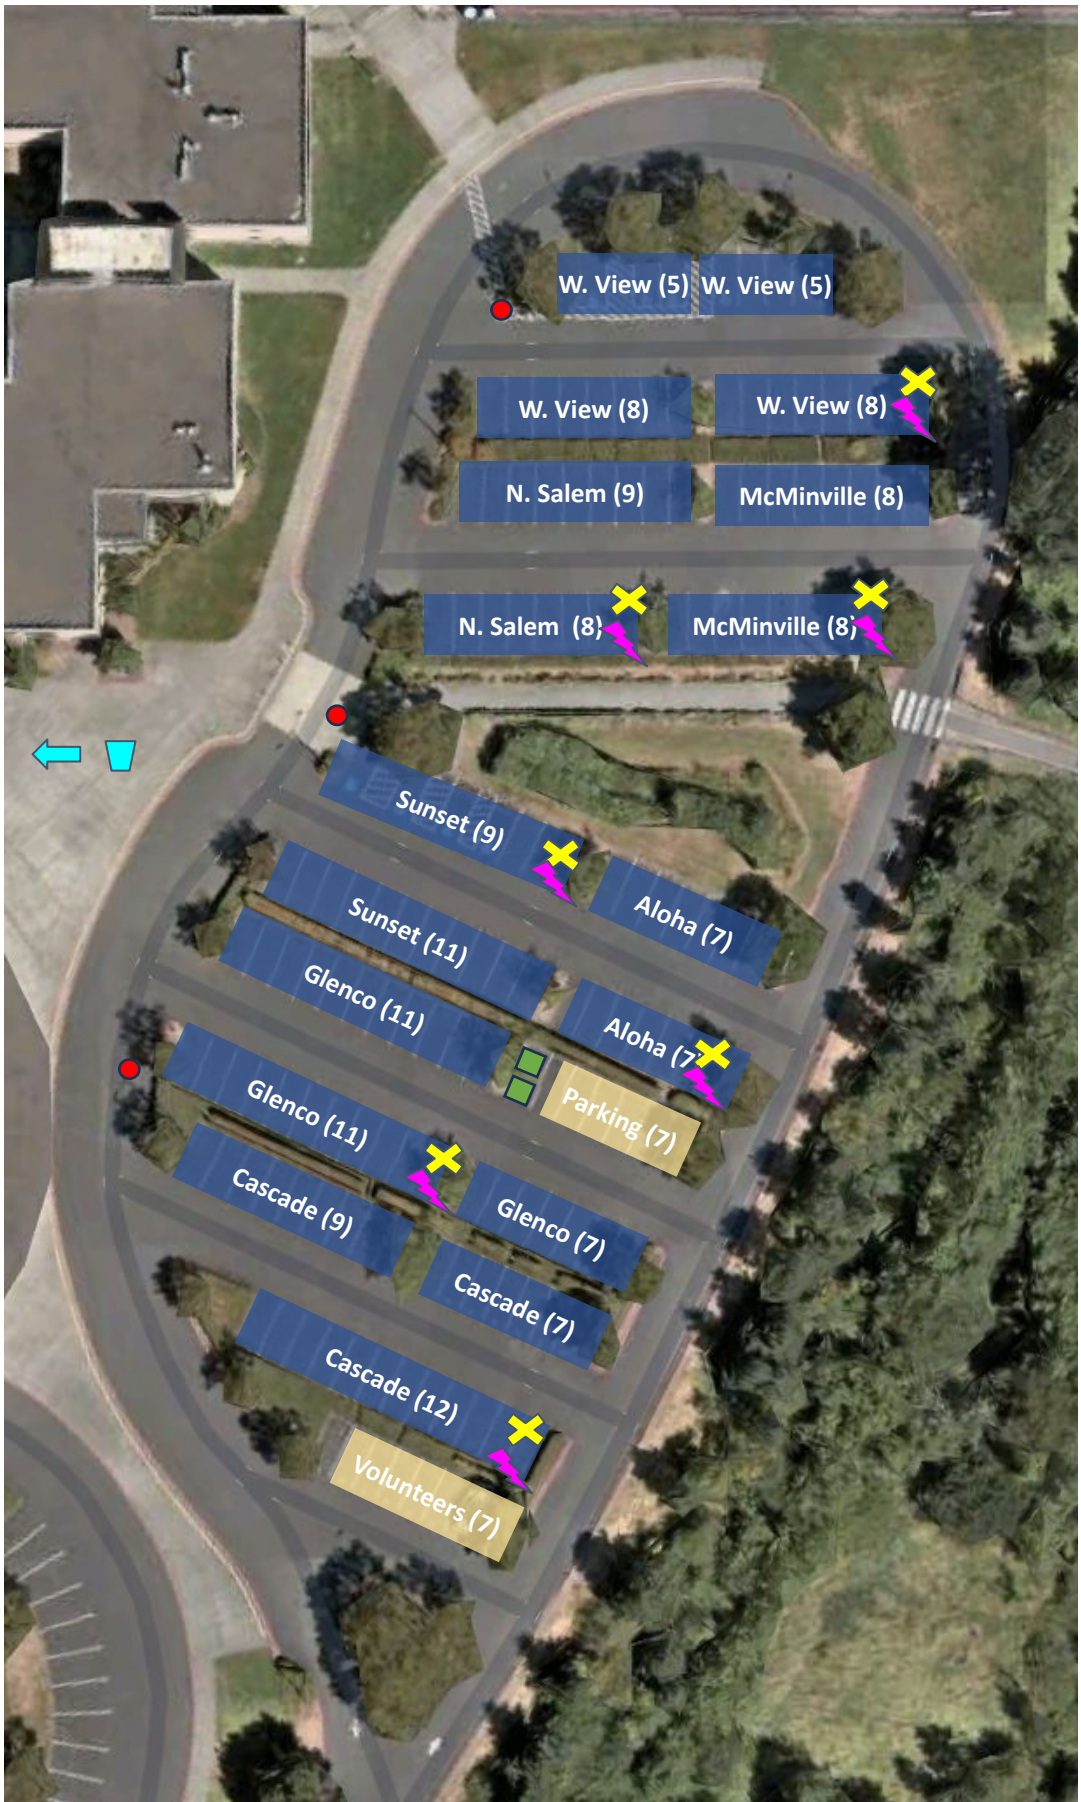 W. View (5)
W. View (5)
W. View (8)
W. View (8)
N. Salem (9)
McMinville (8)
N. Salem (8)
McMinville (8)
Sunset (9)
Aloha (7)
Sunset (11)
Glenco (11)
Aloha (7
Parking (7)
Glenco (11)
Glenco (7)
Cascade (9)
Cascade (7)
Cascade (12)
Volunteers (7)